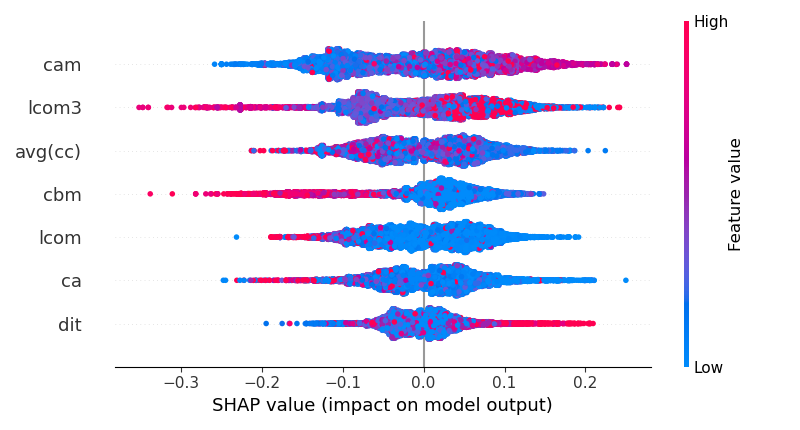 High
cam
lcom3
avg(cc)
cbm
lcom
ca
dit
Feature value
Low
−0.3 −0.2 −0.1 0.0 0.1 0.2
SHAP value (impact on model output)